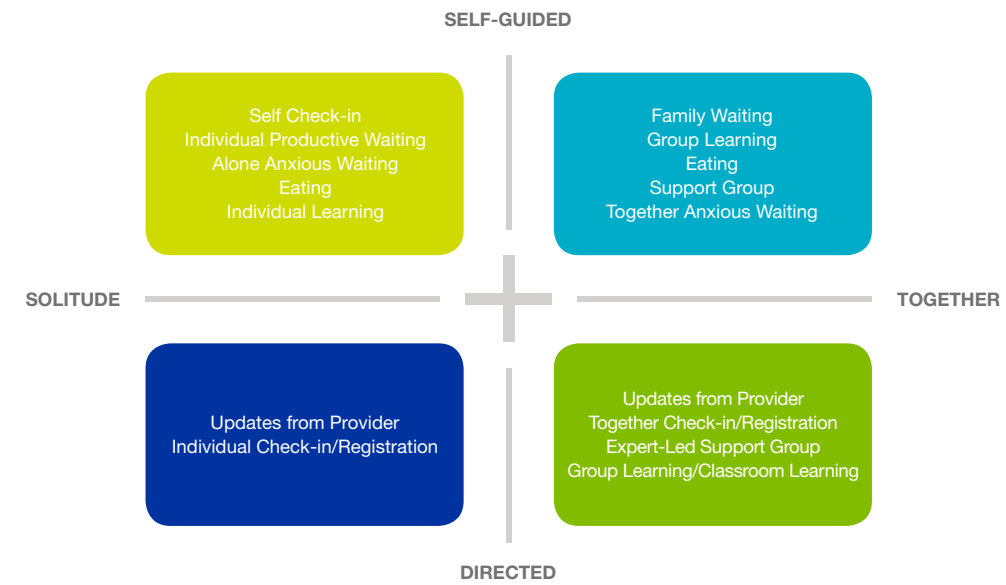 SELF-GUIDED
Self Check-in
Individual Productive Waiting
Alone Anxious Waiting
Eating
Individual Learning
Family Waiting
Group Learning
Eating
Support Group
Together Anxious Waiting
SOLITUDE
TOGETHER
Updates from Provider
Individual Check-in/Registration
Updates from Provider
Together Check-in/Registration
Expert-Led Support Group
Group Learning/Classroom Learning
DIRECTED